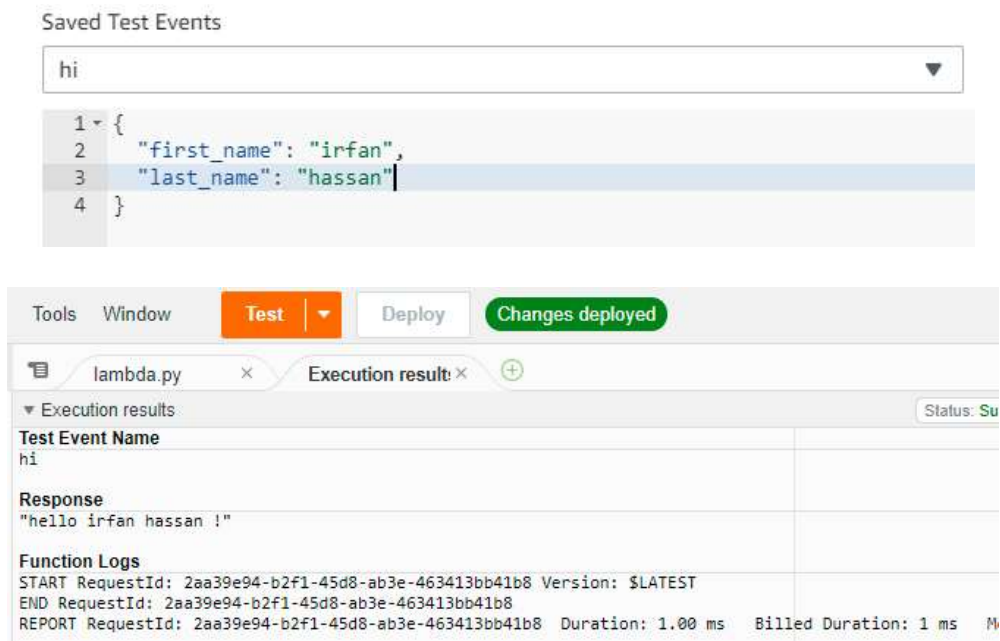 Saved Test Events
hi
1 {
2 "first_name": "irfan",
3 "last_name": "hassan"
4 }
Tools Window Test Deploy Changes deployed
lambda.py Execution results
Execution results Status: Su
Test Event Name
hi
Response
"hello irfan hassan !"
Function Logs
START RequestId: 2aa39e94-b2f1-45d8-ab3e-463413bb41b8 Version: $LATEST
END RequestId: 2aa39e94-b2f1-45d8-ab3e-463413bb41b8
REPORT RequestId: 2aa39e94-b2f1-45d8-ab3e-463413bb41b8 Duration: 1.00 ms Billed Duration: 1 ms